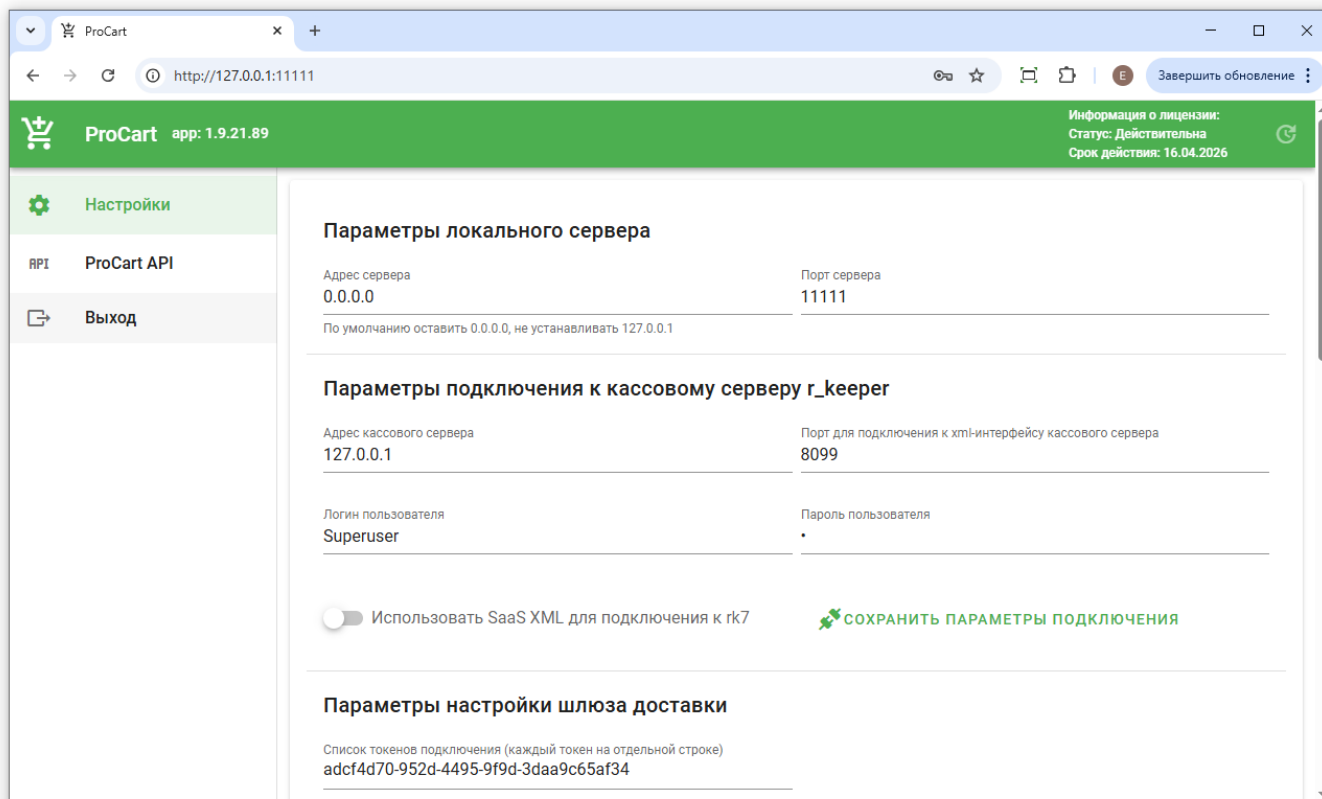 ProCart
http://127.0.0.1:11111
E
Завершить обновление
ProCart app: 1.9.21.89
Информация о лицензии:
Статус: Действительна
Срок действия: 16.04.2026
Настройки
API ProCart API
Выход
Параметры локального сервера
Адрес сервера
0.0.0.0
По умолчанию оставить 0.0.0.0, не устанавливать 127.0.0.1
Порт сервера
11111
Параметры подключения к кассовому серверу r_keeper
Адрес кассового сервера
127.0.0.1
Порт для подключения к xml-интерфейсу кассового сервера
8099
Логин пользователя
Superuser
Пароль пользователя
•
Использовать SaaS XML для подключения к rk7
СОХРАНИТЬ ПАРАМЕТРЫ ПОДКЛЮЧЕНИЯ
Параметры настройки шлюза доставки
Список токенов подключения (каждый токен на отдельной строке)
adcf4d70-952d-4495-9f9d-3daa9c65af34